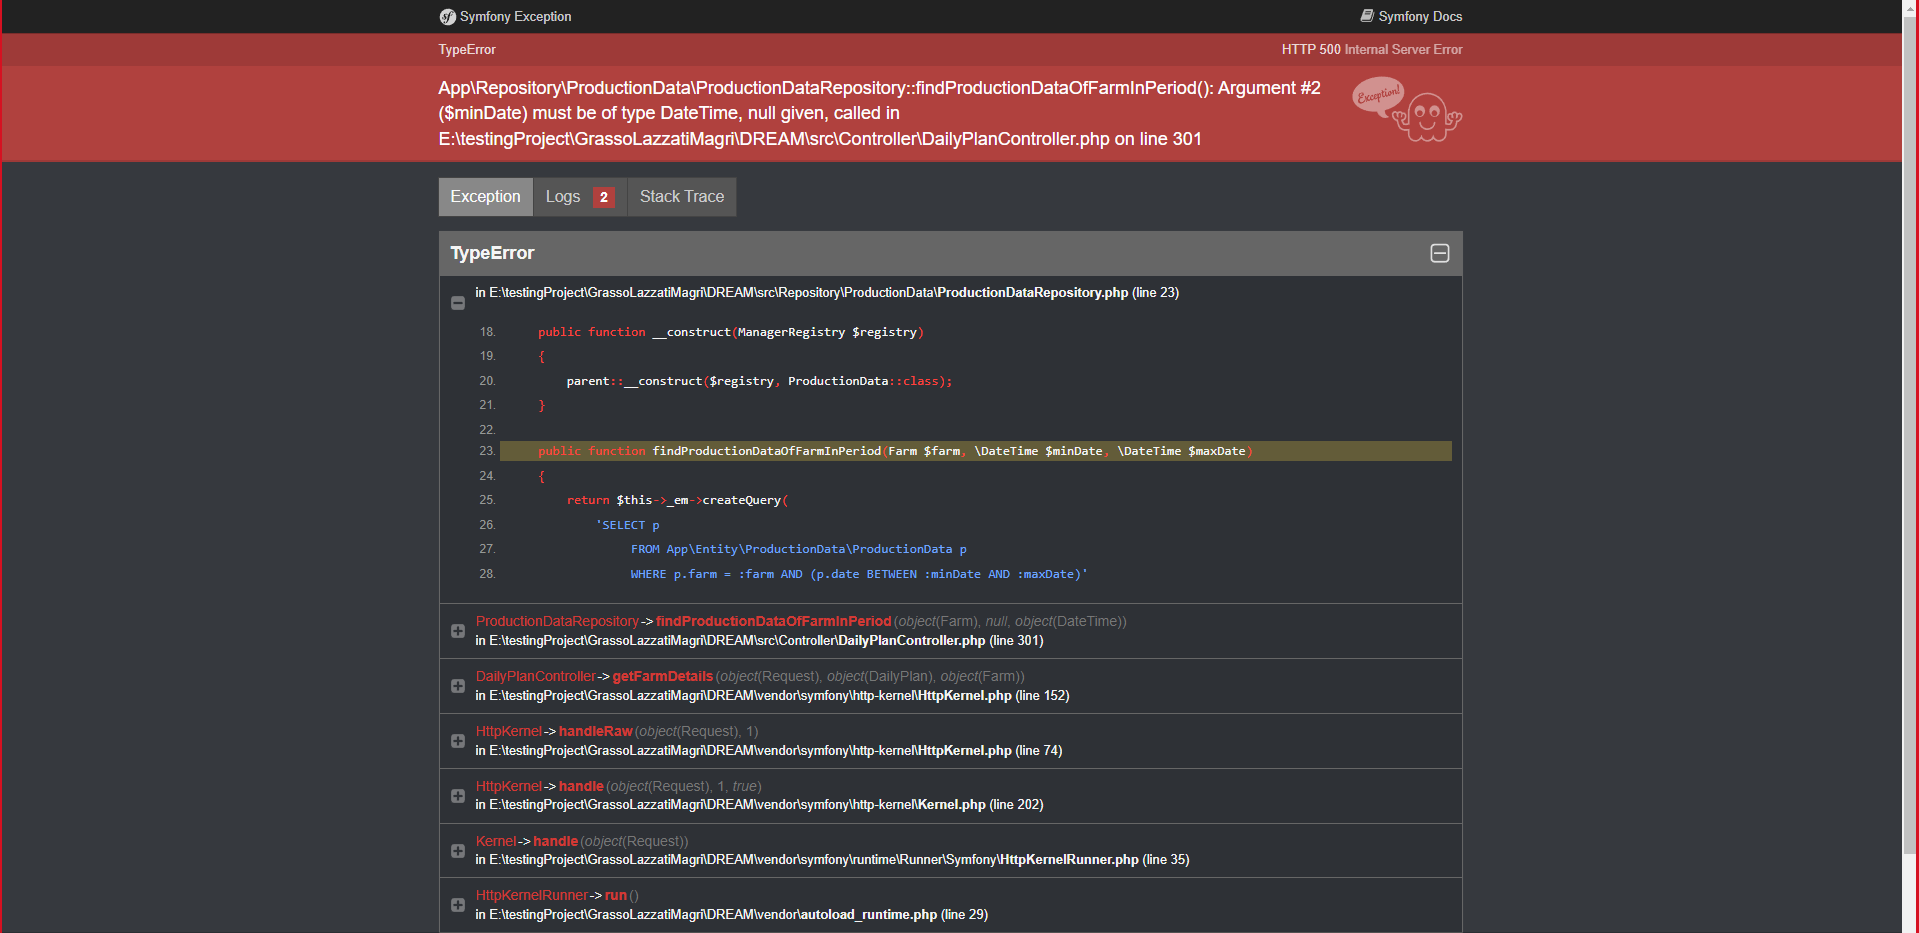 Symfony Exception
Symfony Docs
TypeError
HTTP 500 Internal Server Error
App\Repository\ProductionData\ProductionDataRepository::findProductionDataOfFarmInPeriod(): Argument #2
($minDate) must be of type DateTime, null given, called in
E:\testingProject\GrassoLazzatiMagri\DREAM\src\Controller\DailyPlanController.php on line 301
Exception!
Exception
Logs 2
Stack Trace
TypeError
in E:\testingProject\GrassoLazzatiMagri\DREAM\src\Repository\ProductionData\ProductionDataRepository.php (line 23)
18. public function __construct(ManagerRegistry $registry)
19. {
20. parent::__construct($registry, ProductionData::class);
21. }
22.
23. public function findProductionDataOfFarmInPeriod(Farm $farm, \DateTime $minDate, \DateTime $maxDate)
24. {
25. return $this->_em->createQuery(
26. 'SELECT p
27. FROM App\Entity\ProductionData\ProductionData p
28. WHERE p.farm = :farm AND (p.date BETWEEN :minDate AND :maxDate)'
ProductionDataRepository->findProductionDataOfFarmInPeriod(object(Farm), null, object(DateTime))
in E:\testingProject\GrassoLazzatiMagri\DREAM\src\Controller\DailyPlanController.php (line 301)
DailyPlanController->getFarmDetails(object(Request), object(DailyPlan), object(Farm))
in E:\testingProject\GrassoLazzatiMagri\DREAM\vendor\symfony\http-kernel\HttpKernel.php (line 152)
HttpKernel->handleRaw(object(Request), 1)
in E:\testingProject\GrassoLazzatiMagri\DREAM\vendor\symfony\http-kernel\HttpKernel.php (line 74)
HttpKernel->handle(object(Request), 1, true)
in E:\testingProject\GrassoLazzatiMagri\DREAM\vendor\symfony\http-kernel\Kernel.php (line 202)
Kernel->handle(object(Request))
in E:\testingProject\GrassoLazzatiMagri\DREAM\vendor\symfony\runtime\Runner\Symfony\HttpKernelRunner.php (line 35)
HttpKernelRunner->run()
in E:\testingProject\GrassoLazzatiMagri\DREAM\vendor\autoload_runtime.php (line 29)